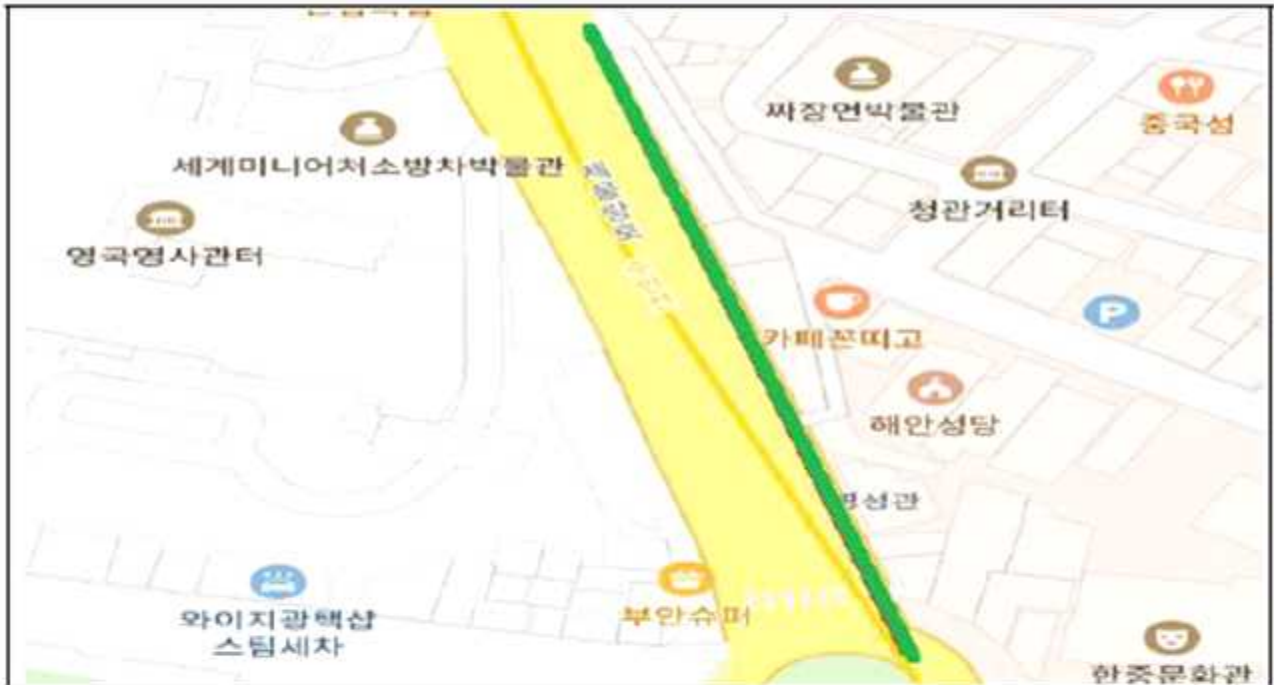 짜장면박물관
중국성
세계미니어처소방차박물관
청관거리터
영국영사관터
P
카페꼰띠고
해안성당
부안슈퍼
와이지광택샵
스팀세차
한중문화관